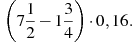 (7 1/2 − 1 3/4) · 0,16.